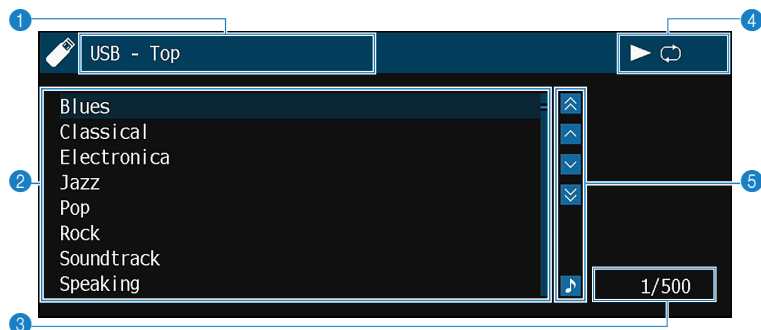 1
4
USB - Top
Blues
Classical
Electronica
Jazz
2
5
Pop
Rock
Soundtrack
Speaking
1/500
3